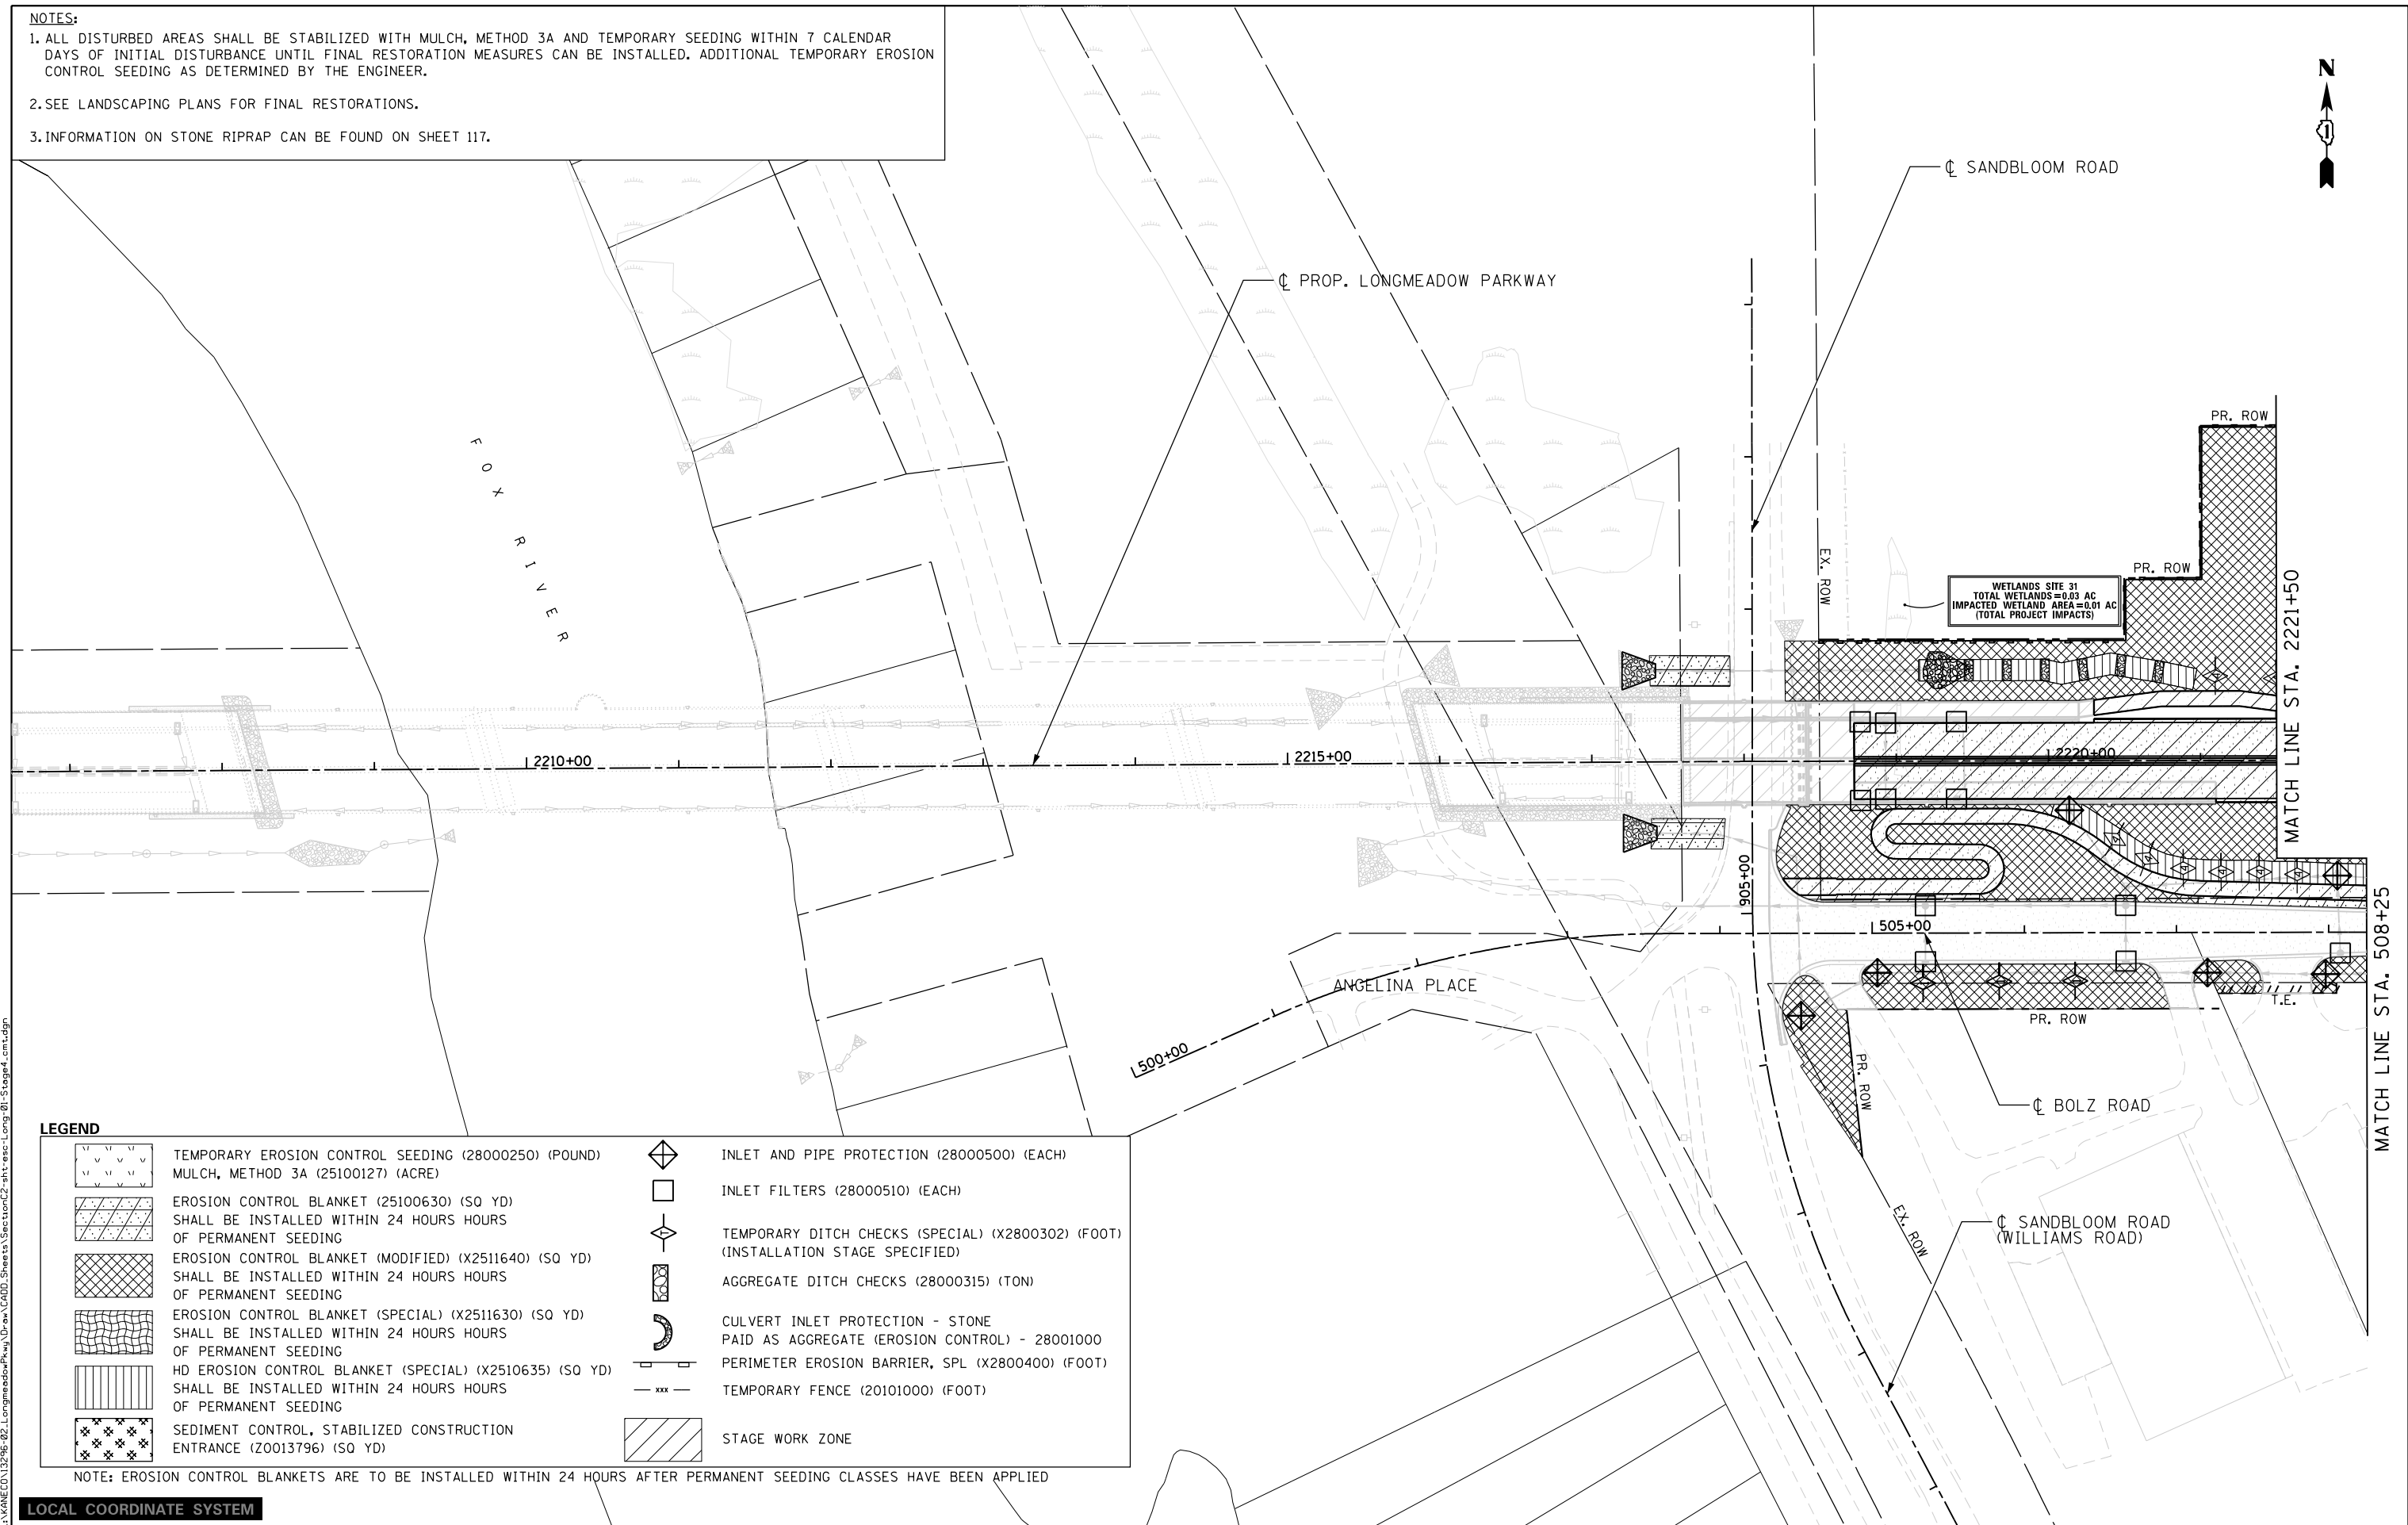 NOTES:
1. ALL DISTURBED AREAS SHALL BE STABILIZED WITH MULCH, METHOD 3A AND TEMPORARY SEEDING WITHIN 7 CALENDAR
DAYS OF INITIAL DISTURBANCE UNTIL FINAL RESTORATION MEASURES CAN BE INSTALLED. ADDITIONAL TEMPORARY EROSION
CONTROL SEEDING AS DETERMINED BY THE ENGINEER.
2. SEE LANDSCAPING PLANS FOR FINAL RESTORATIONS.
3. INFORMATION ON STONE RIPRAP CAN BE FOUND ON SHEET 117.
N
1
℄ SANDBLOOM ROAD
℄ PROP. LONGMEADOW PARKWAY
FOX RIVER
PR. ROW
PR. ROW
EX. ROW
WETLANDS SITE 31
TOTAL WETLANDS=0.03 AC
IMPACTED WETLAND AREA=0.01 AC
(TOTAL PROJECT IMPACTS)
MATCH LINE STA. 2221+50
2210+00
2215+00
2220+00
905+00
505+00
MATCH LINE STA. 508+25
ANGELINA PLACE
500+00
T.E.
PR. ROW
PR. ROW
℄ BOLZ ROAD
EX. ROW
℄ SANDBLOOM ROAD
(WILLIAMS ROAD)
LEGEND
TEMPORARY EROSION CONTROL SEEDING (28000250) (POUND)
MULCH, METHOD 3A (25100127) (ACRE)
EROSION CONTROL BLANKET (25100630) (SQ YD)
SHALL BE INSTALLED WITHIN 24 HOURS HOURS
OF PERMANENT SEEDING
EROSION CONTROL BLANKET (MODIFIED) (X2511640) (SQ YD)
SHALL BE INSTALLED WITHIN 24 HOURS HOURS
OF PERMANENT SEEDING
EROSION CONTROL BLANKET (SPECIAL) (X2511630) (SQ YD)
SHALL BE INSTALLED WITHIN 24 HOURS HOURS
OF PERMANENT SEEDING
HD EROSION CONTROL BLANKET (SPECIAL) (X2510635) (SQ YD)
SHALL BE INSTALLED WITHIN 24 HOURS HOURS
OF PERMANENT SEEDING
SEDIMENT CONTROL, STABILIZED CONSTRUCTION
ENTRANCE (Z0013796) (SQ YD)
INLET AND PIPE PROTECTION (28000500) (EACH)
INLET FILTERS (28000510) (EACH)
TEMPORARY DITCH CHECKS (SPECIAL) (X2800302) (FOOT)
(INSTALLATION STAGE SPECIFIED)
AGGREGATE DITCH CHECKS (28000315) (TON)
CULVERT INLET PROTECTION - STONE
PAID AS AGGREGATE (EROSION CONTROL) - 28001000
PERIMETER EROSION BARRIER, SPL (X2800400) (FOOT)
xxx
TEMPORARY FENCE (20101000) (FOOT)
STAGE WORK ZONE
NOTE: EROSION CONTROL BLANKETS ARE TO BE INSTALLED WITHIN 24 HOURS AFTER PERMANENT SEEDING CLASSES HAVE BEEN APPLIED
LOCAL COORDINATE SYSTEM